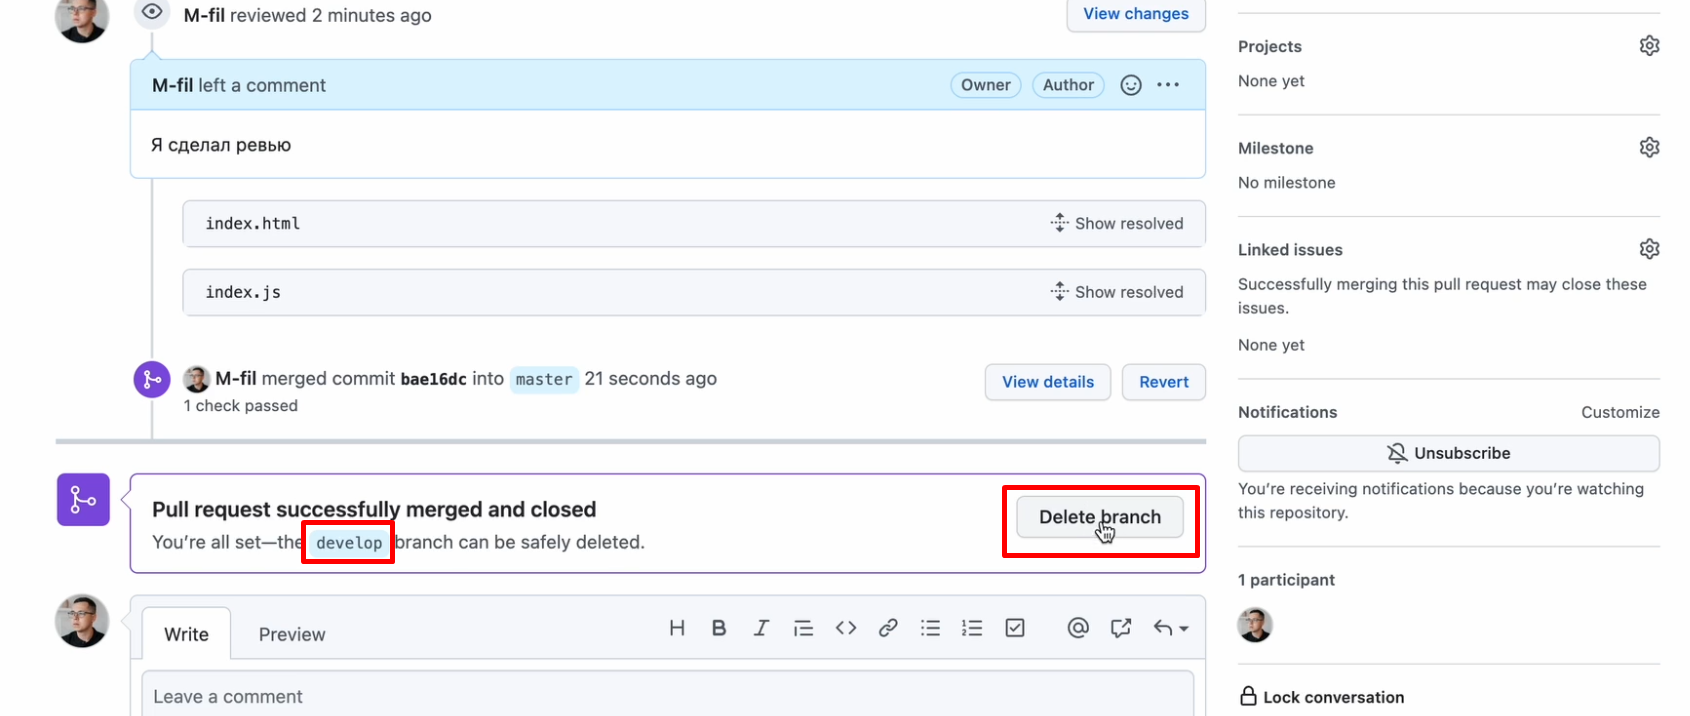 M-fil reviewed 2 minutes ago
View changes
M-fil left a comment
Owner
Author
Я сделал ревью
index.html
Show resolved
index.js
Show resolved
M-fil merged commit bae16dc into master 21 seconds ago
1 check passed
View details
Revert
Pull request successfully merged and closed
You're all set—the develop branch can be safely deleted.
Delete branch
Write
Preview
Leave a comment
Projects
None yet
Milestone
No milestone
Linked issues
Successfully merging this pull request may close these
issues.
None yet
Notifications
Customize
Unsubscribe
You're receiving notifications because you're watching
this repository.
1 participant
Lock conversation